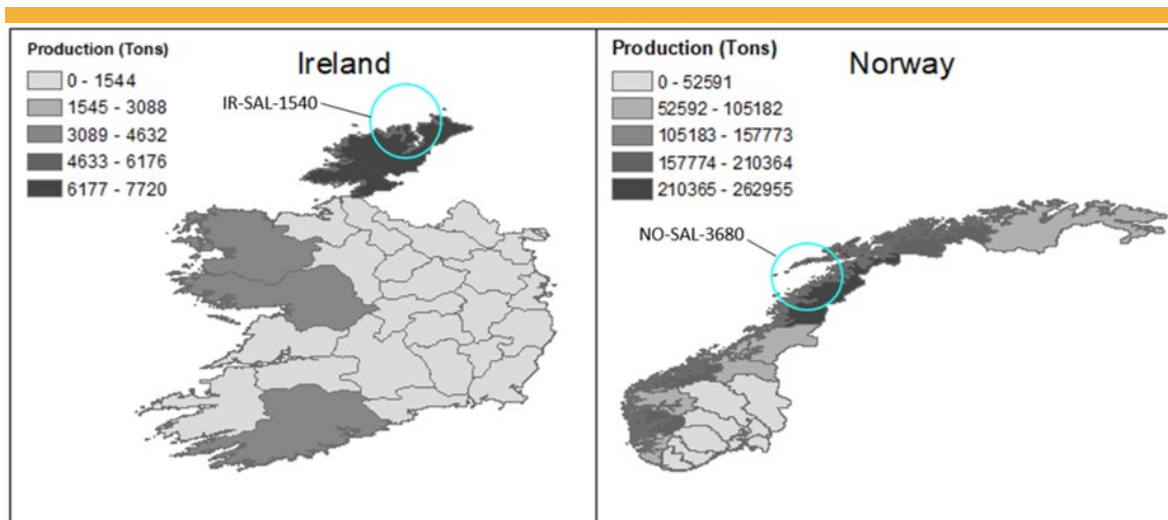 Production (Tons)
0 - 1544
1545 - 3088
3089 - 4632
4633 - 6176
6177 - 7720
Ireland
IR-SAL-1540
Production (Tons)
0 - 52591
52592 - 105182
105183 - 157773
157774 - 210364
210365 - 262955
Norway
NO-SAL-3680